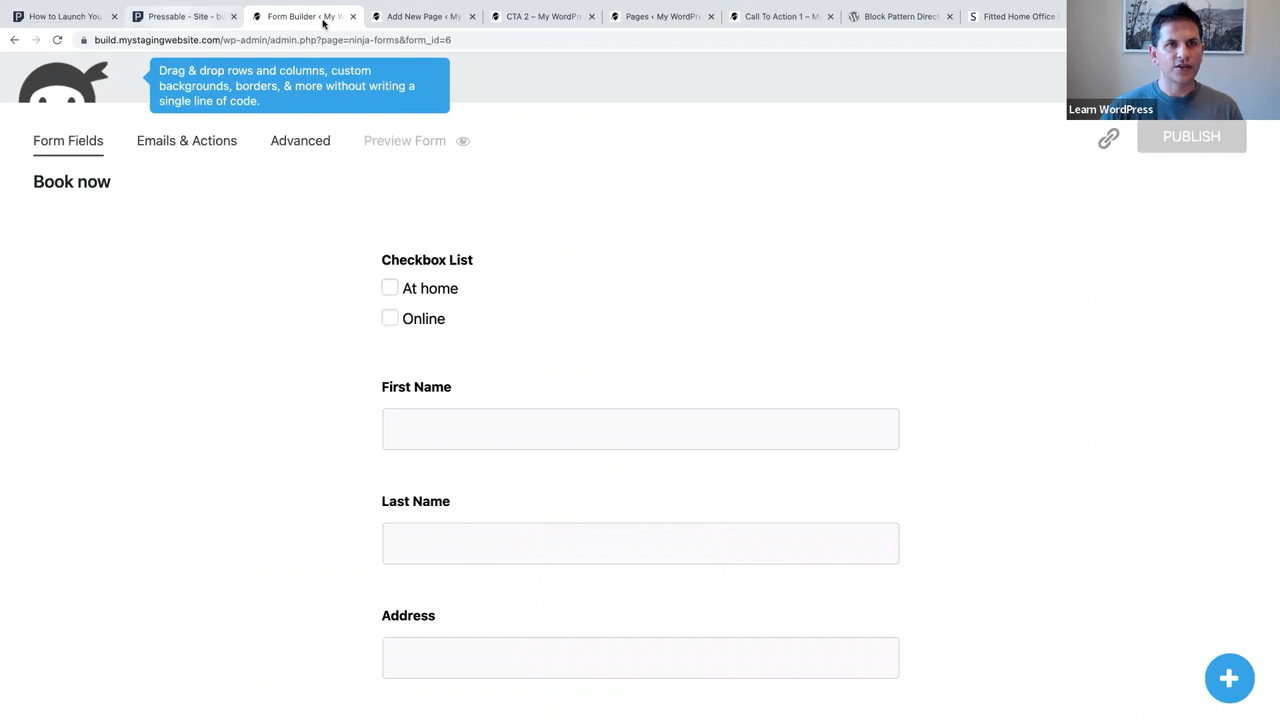 How to Launch You
Pressable - Site - bu
Form Builder ‹ My W
Add New Page ‹ My
CTA 2 – My WordPr
Pages ‹ My WordPre
Call To Action 1 – My
Block Pattern Direct
Fitted Home Office
build.mystagingwebsite.com/wp-admin/admin.php?page=ninja-forms&form_id=6
Drag & drop rows and columns, custom
backgrounds, borders, & more without writing a
single line of code.
Learn WordPress
Form Fields
Emails & Actions
Advanced
Preview Form
PUBLISH
Book now
Checkbox List
At home
Online
First Name
Last Name
Address